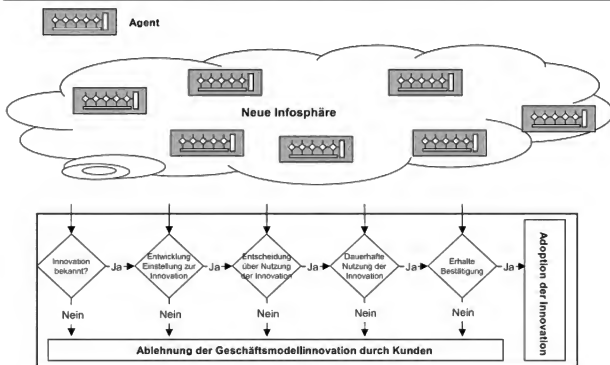 Agent
Neue Infosphäre
Innovation
bekannt?
Ja
Entwicklung
Einstellung zur
Innovation
Ja
Entscheidung
über Nutzung
der Innovation
Ja
Dauerhafte
Nutzung der
Innovation
Ja
Erhalte
Bestätigung
Ja
Adoption der Innovation
Nein
Nein
Nein
Nein
Nein
Ablehnung der Geschäftsmodellinnovation durch Kunden